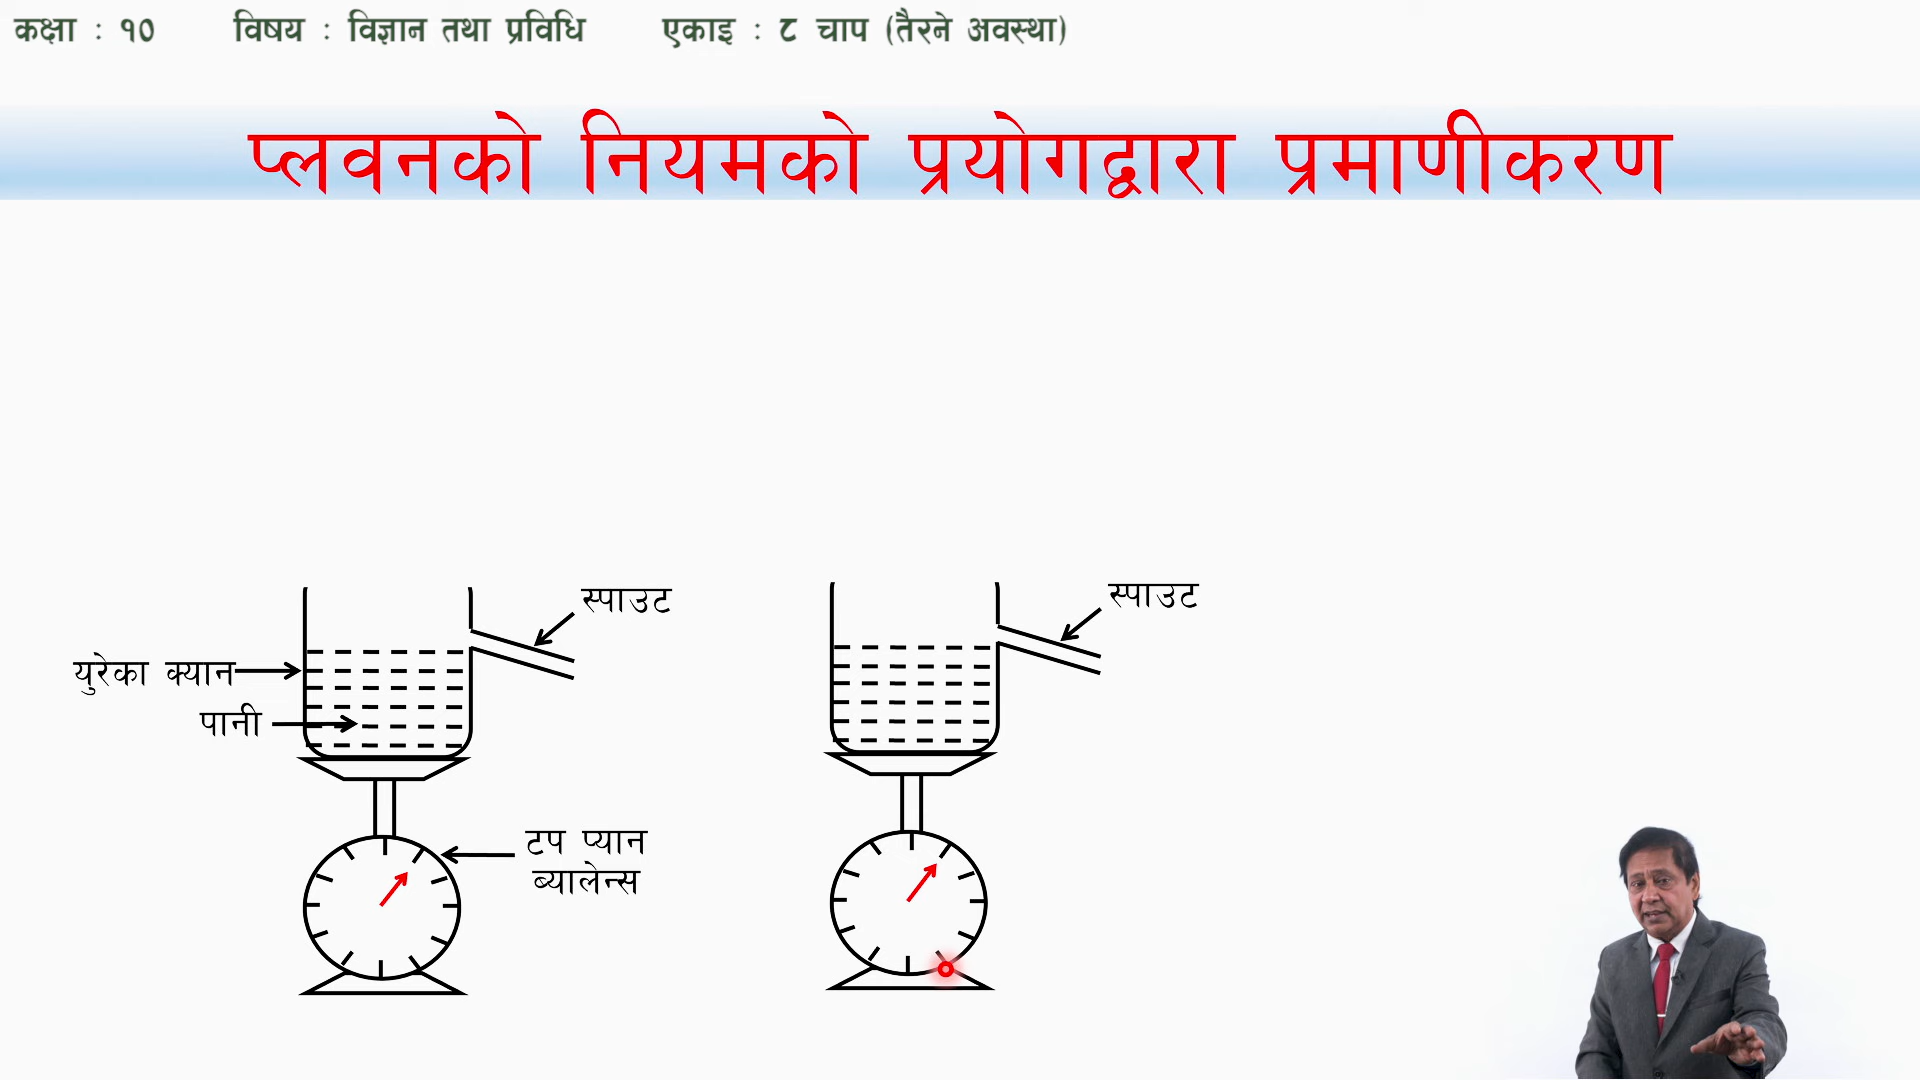 कक्षा : १० विषय : विज्ञान तथा प्रविधि एकाइ : ८ चाप (तैरने अवस्था)
प्लवनको नियमको प्रयोगद्वारा प्रमाणीकरण
स्पाउट
स्पाउट
युरेका क्यान
पानी
टप प्यान
ब्यालेन्स